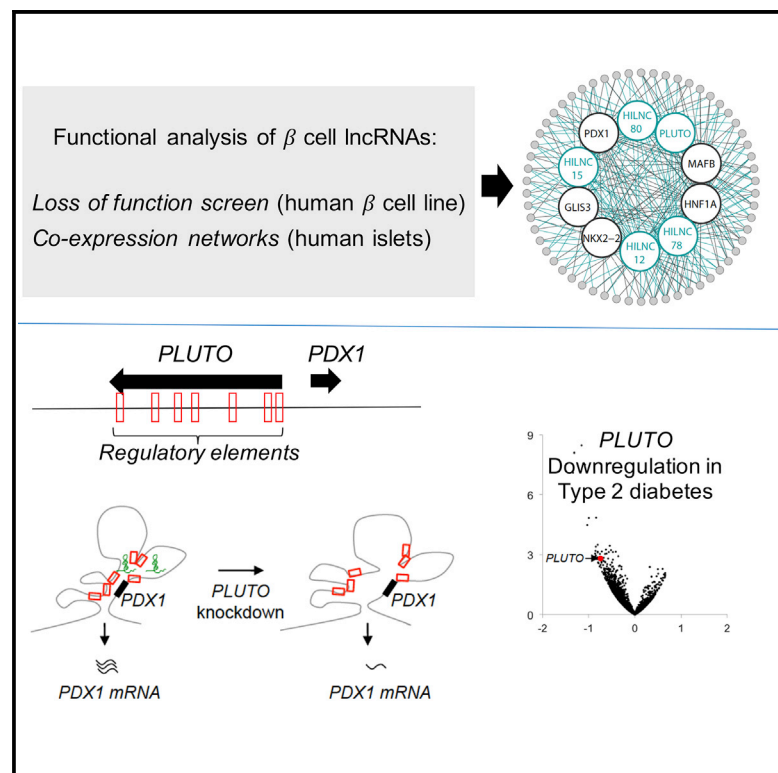 Functional analysis of β cell lncRNAs:
Loss of function screen (human β cell line)
Co-expression networks (human islets)
HILNC
80
PDX1
PLUTO
HILNC
15
MAFB
GLIS3
HNF1A
NKX2-2
HILNC
78
HILNC
12
PLUTO
PDX1
Regulatory elements
PDX1
PLUTO
knockdown
PDX1
PDX1 mRNA
PDX1 mRNA
PLUTO
Downregulation in
Type 2 diabetes
9
6
3
0
PLUTO
-2
-1
0
1
2